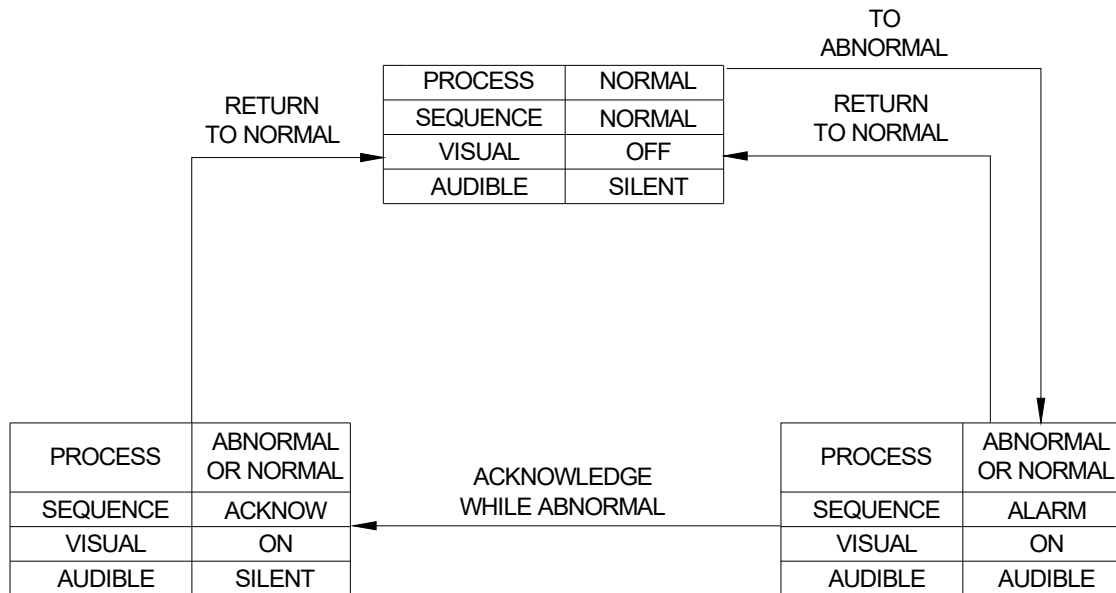 TO
ABNORMAL
PROCESS NORMAL
SEQUENCE NORMAL
VISUAL OFF
AUDIBLE SILENT
RETURN
TO NORMAL
RETURN
TO NORMAL
PROCESS
ABNORMAL
OR NORMAL
SEQUENCE ACKNOW
VISUAL ON
AUDIBLE SILENT
ACKNOWLEDGE
WHILE ABNORMAL
PROCESS
ABNORMAL
OR NORMAL
SEQUENCE ALARM
VISUAL ON
AUDIBLE AUDIBLE